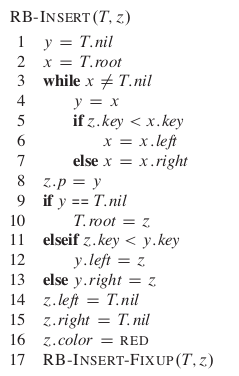 RB-INSERT(T, z)
1 y = T.nil
2 x = T.root
3 while x ≠ T.nil
4 y = x
5 if z.key < x.key
6 x = x.left
7 else x = x.right
8 z.p = y
9 if y == T.nil
10 T.root = z
11 elseif z.key < y.key
12 y.left = z
13 else y.right = z
14 z.left = T.nil
15 z.right = T.nil
16 z.color = RED
17 RB-INSERT-FIXUP(T, z)